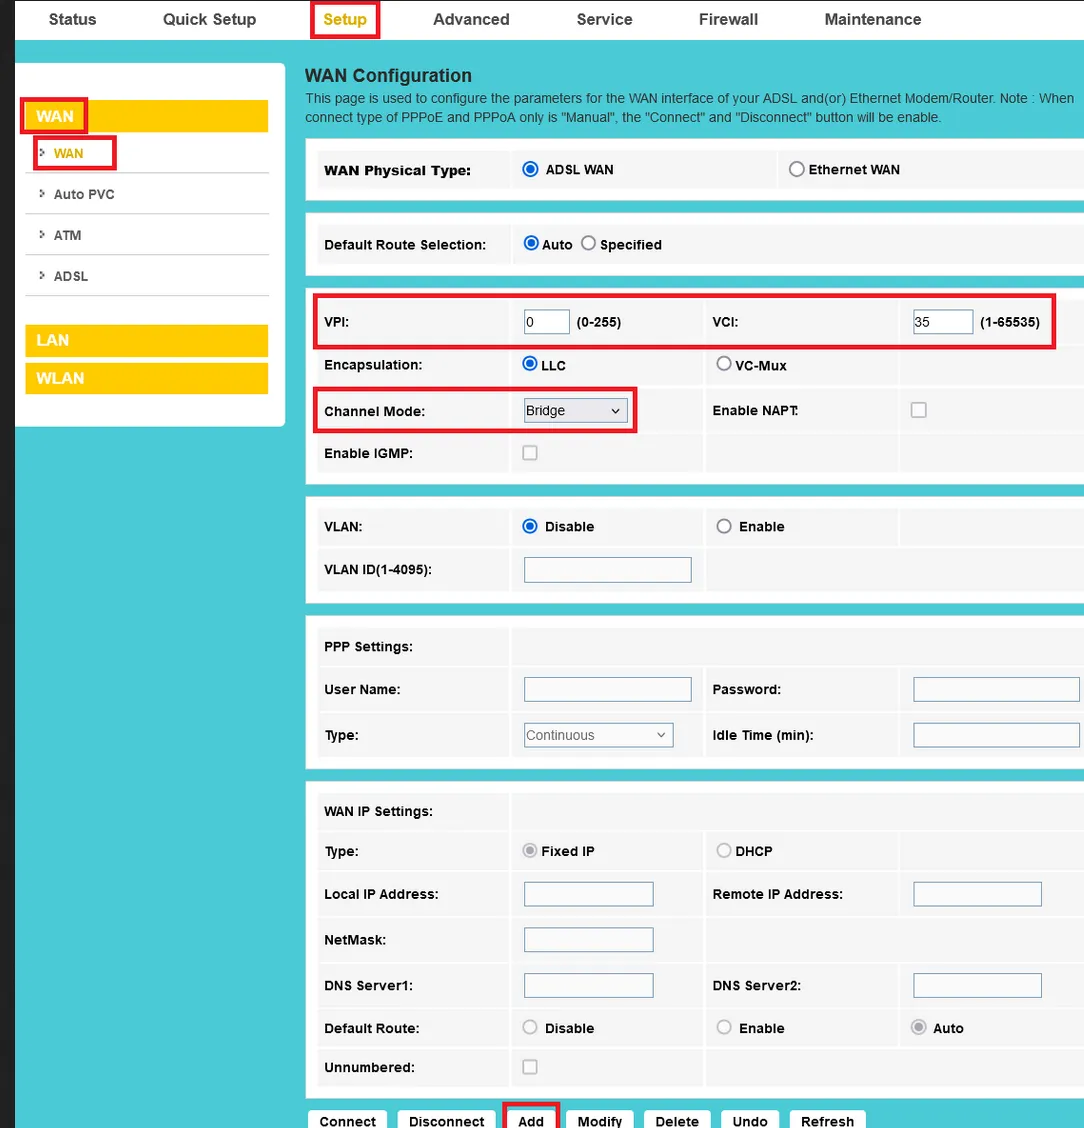 Status Quick Setup Setup Advanced Service Firewall Maintenance
WAN
WAN
Auto PVC
ATM
ADSL
LAN
WLAN
WAN Configuration
This page is used to configure the parameters for the WAN interface of your ADSL and(or) Ethernet Modem/Router. Note : When
connect type of PPPoE and PPPoA only is "Manual", the "Connect" and "Disconnect" button will be enable.
WAN Physical Type: ADSL WAN Ethernet WAN
Default Route Selection: Auto Specified
VPI: 0 (0-255) VCI: 35 (1-65535)
Encapsulation: LLC VC-Mux
Channel Mode: Bridge Enable NAPT:
Enable IGMP:
VLAN: Disable Enable
VLAN ID(1-4095):
PPP Settings:
User Name: Password:
Type: Continuous Idle Time (min):
WAN IP Settings:
Type: Fixed IP DHCP
Local IP Address: Remote IP Address:
NetMask:
DNS Server1: DNS Server2:
Default Route: Disable Enable Auto
Unnumbered:
Connect Disconnect Add Modify Delete Undo Refresh